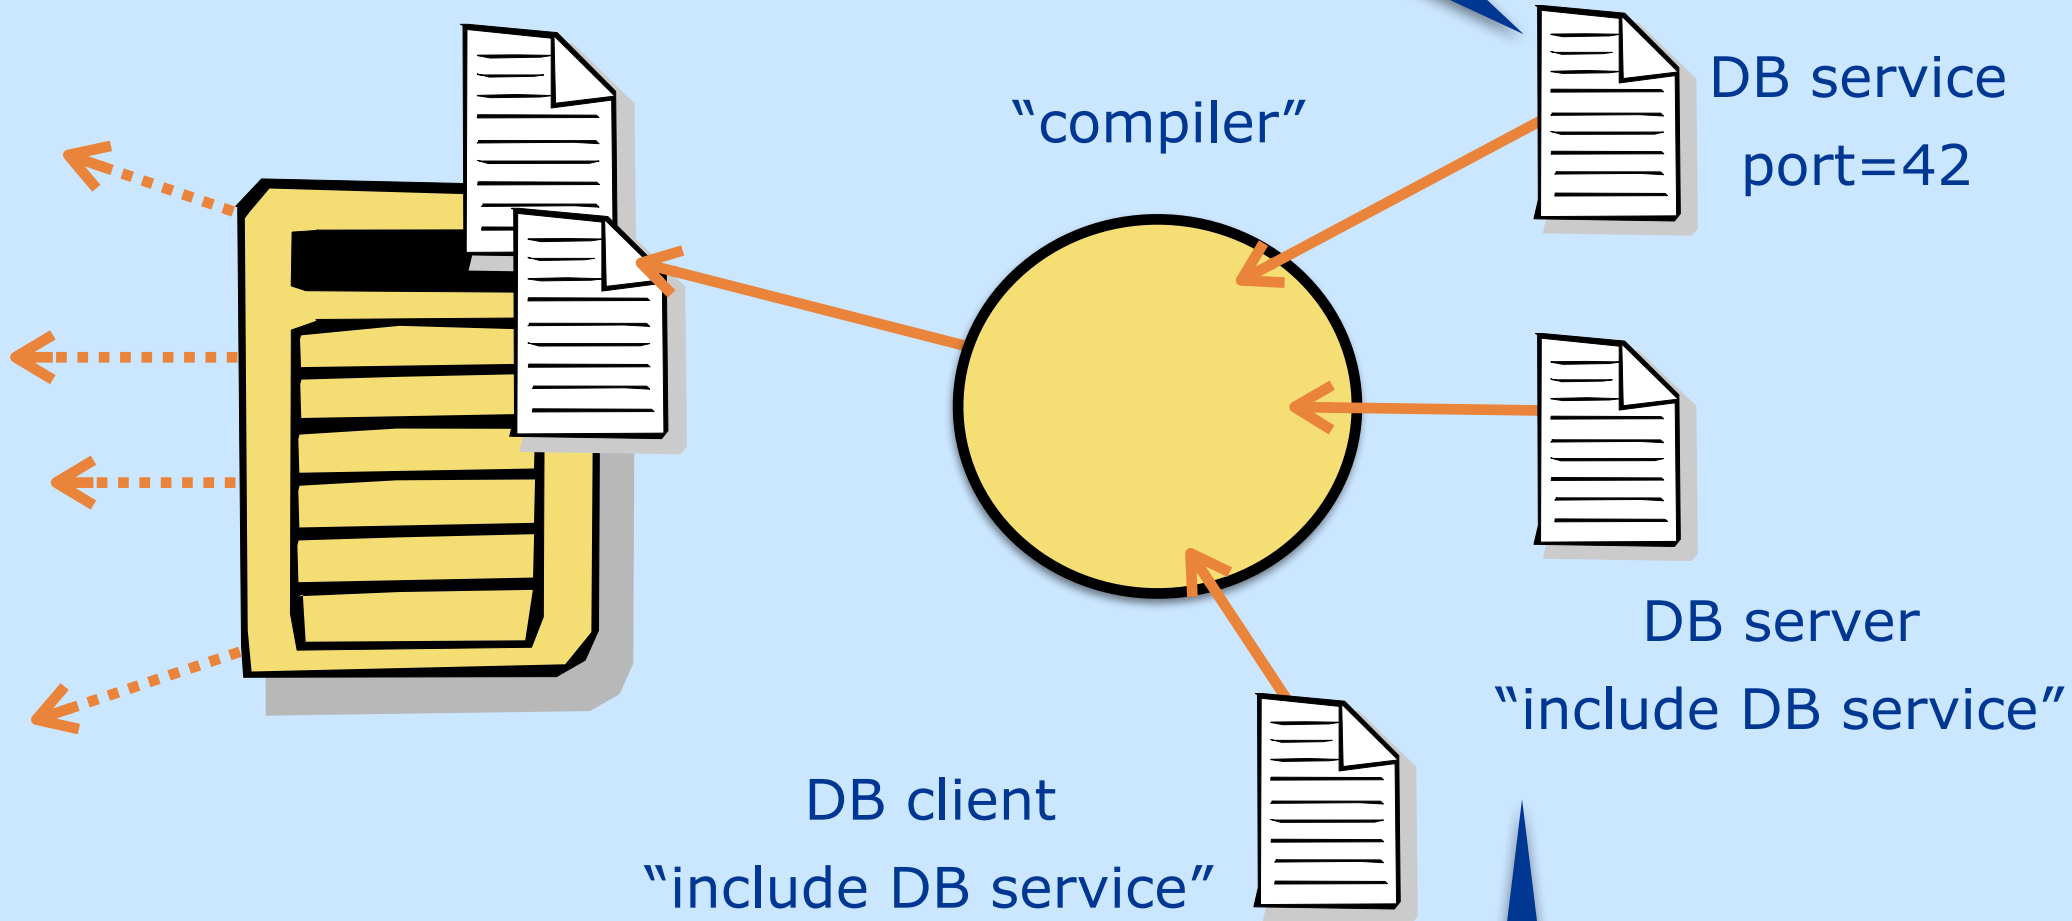 “compiler”
DB service
port=42
DB server
“include DB service”
DB client
“include DB service”